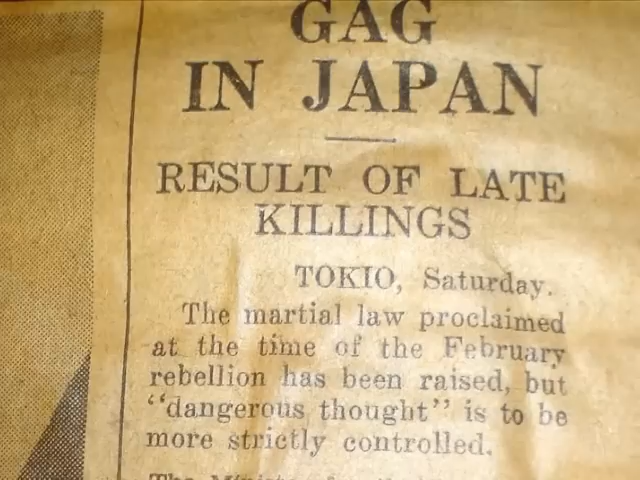 GAG
IN JAPAN
RESULT OF LATE
KILLINGS
TOKIO, Saturday.
The martial law proclaimed
at the time of the February
rebellion has been raised, but
"dangerous thought" is to be
more strictly controlled.